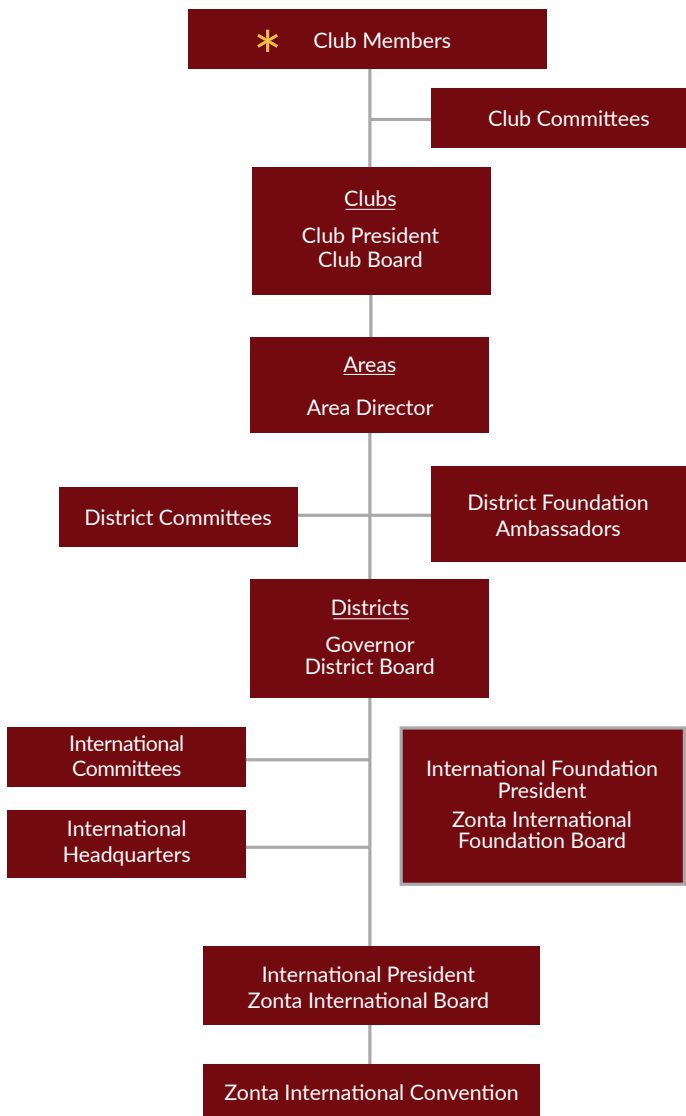 Club Members
Club Committees
Clubs
Club President
Club Board
Areas
Area Director
District Committees
District Foundation
Ambassadors
Districts
Governor
District Board
International
Committees
International Foundation
President
Zonta International
Foundation Board
International
Headquarters
International President
Zonta International Board
Zonta International Convention